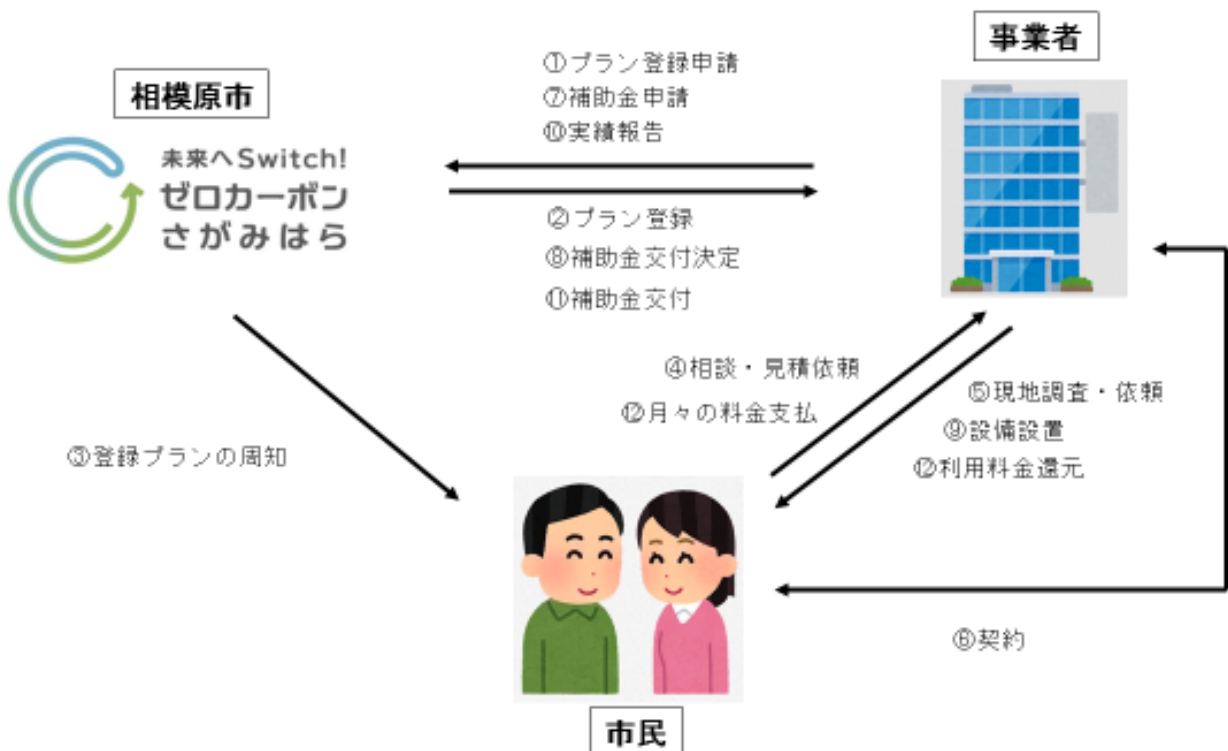 事業者
相模原市
未来へSwitch!
ゼロカーボン
さがみはら
①プラン登録申請
⑦補助金申請
⑩実績報告
②プラン登録
⑧補助金交付決定
⑪補助金交付
③登録プランの周知
④相談・見積依頼
⑫月々の料金支払
⑤現地調査・依頼
⑨設備設置
⑫利用料金還元
⑥契約
市民